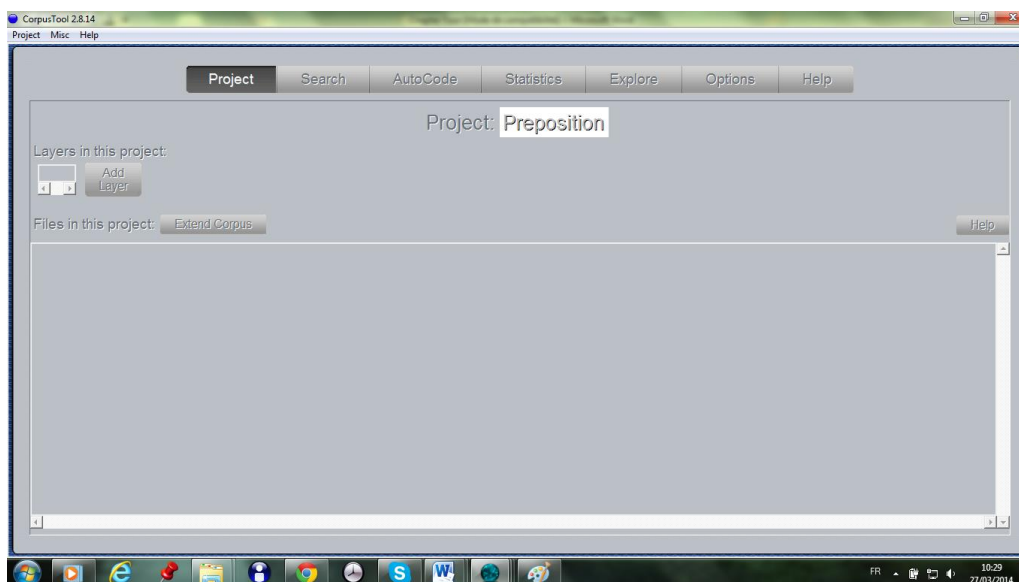 CorpusTool 2.8.14
Project Misc Help
Project Search AutoCode Statistics Explore Options Help
Project: Preposition
Layers in this project:
Add
Layer
Files in this project: Extend Corpus Help
FR 10:29
27/03/2014